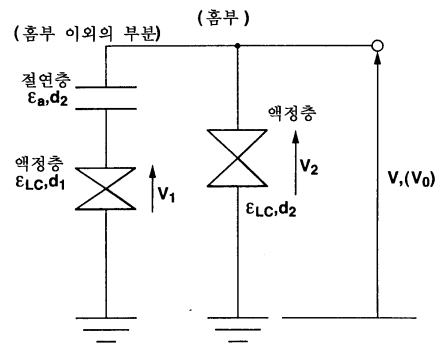 (홈부 이외의 부분)
(홈부)
절연층
εa,d2
액정층
εLC,d1
V1
액정층
V2
εLC,d2
V,(V0)